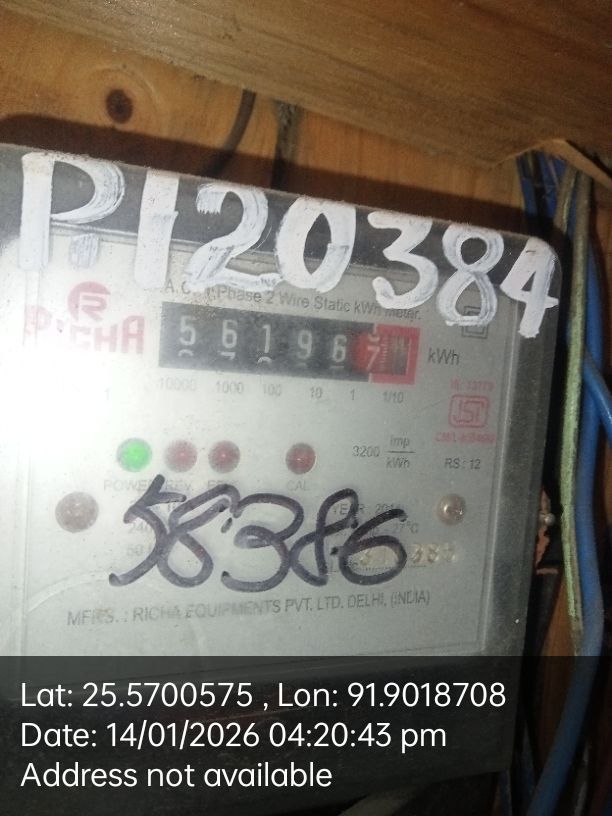 P.120384
A.C. Phase 2 Wire Static kWh meter.
RICHA
5 6 1 9 6 7
kWh
10000 1000 100 10 1 1/10
3200 imp/kWh
RS : 12
POWER REV. CAL
58386
MFRS. : RICHA EQUIPMENTS PVT. LTD. DELHI, (INDIA)
Lat: 25.5700575 , Lon: 91.9018708
Date: 14/01/2026 04:20:43 pm
Address not available